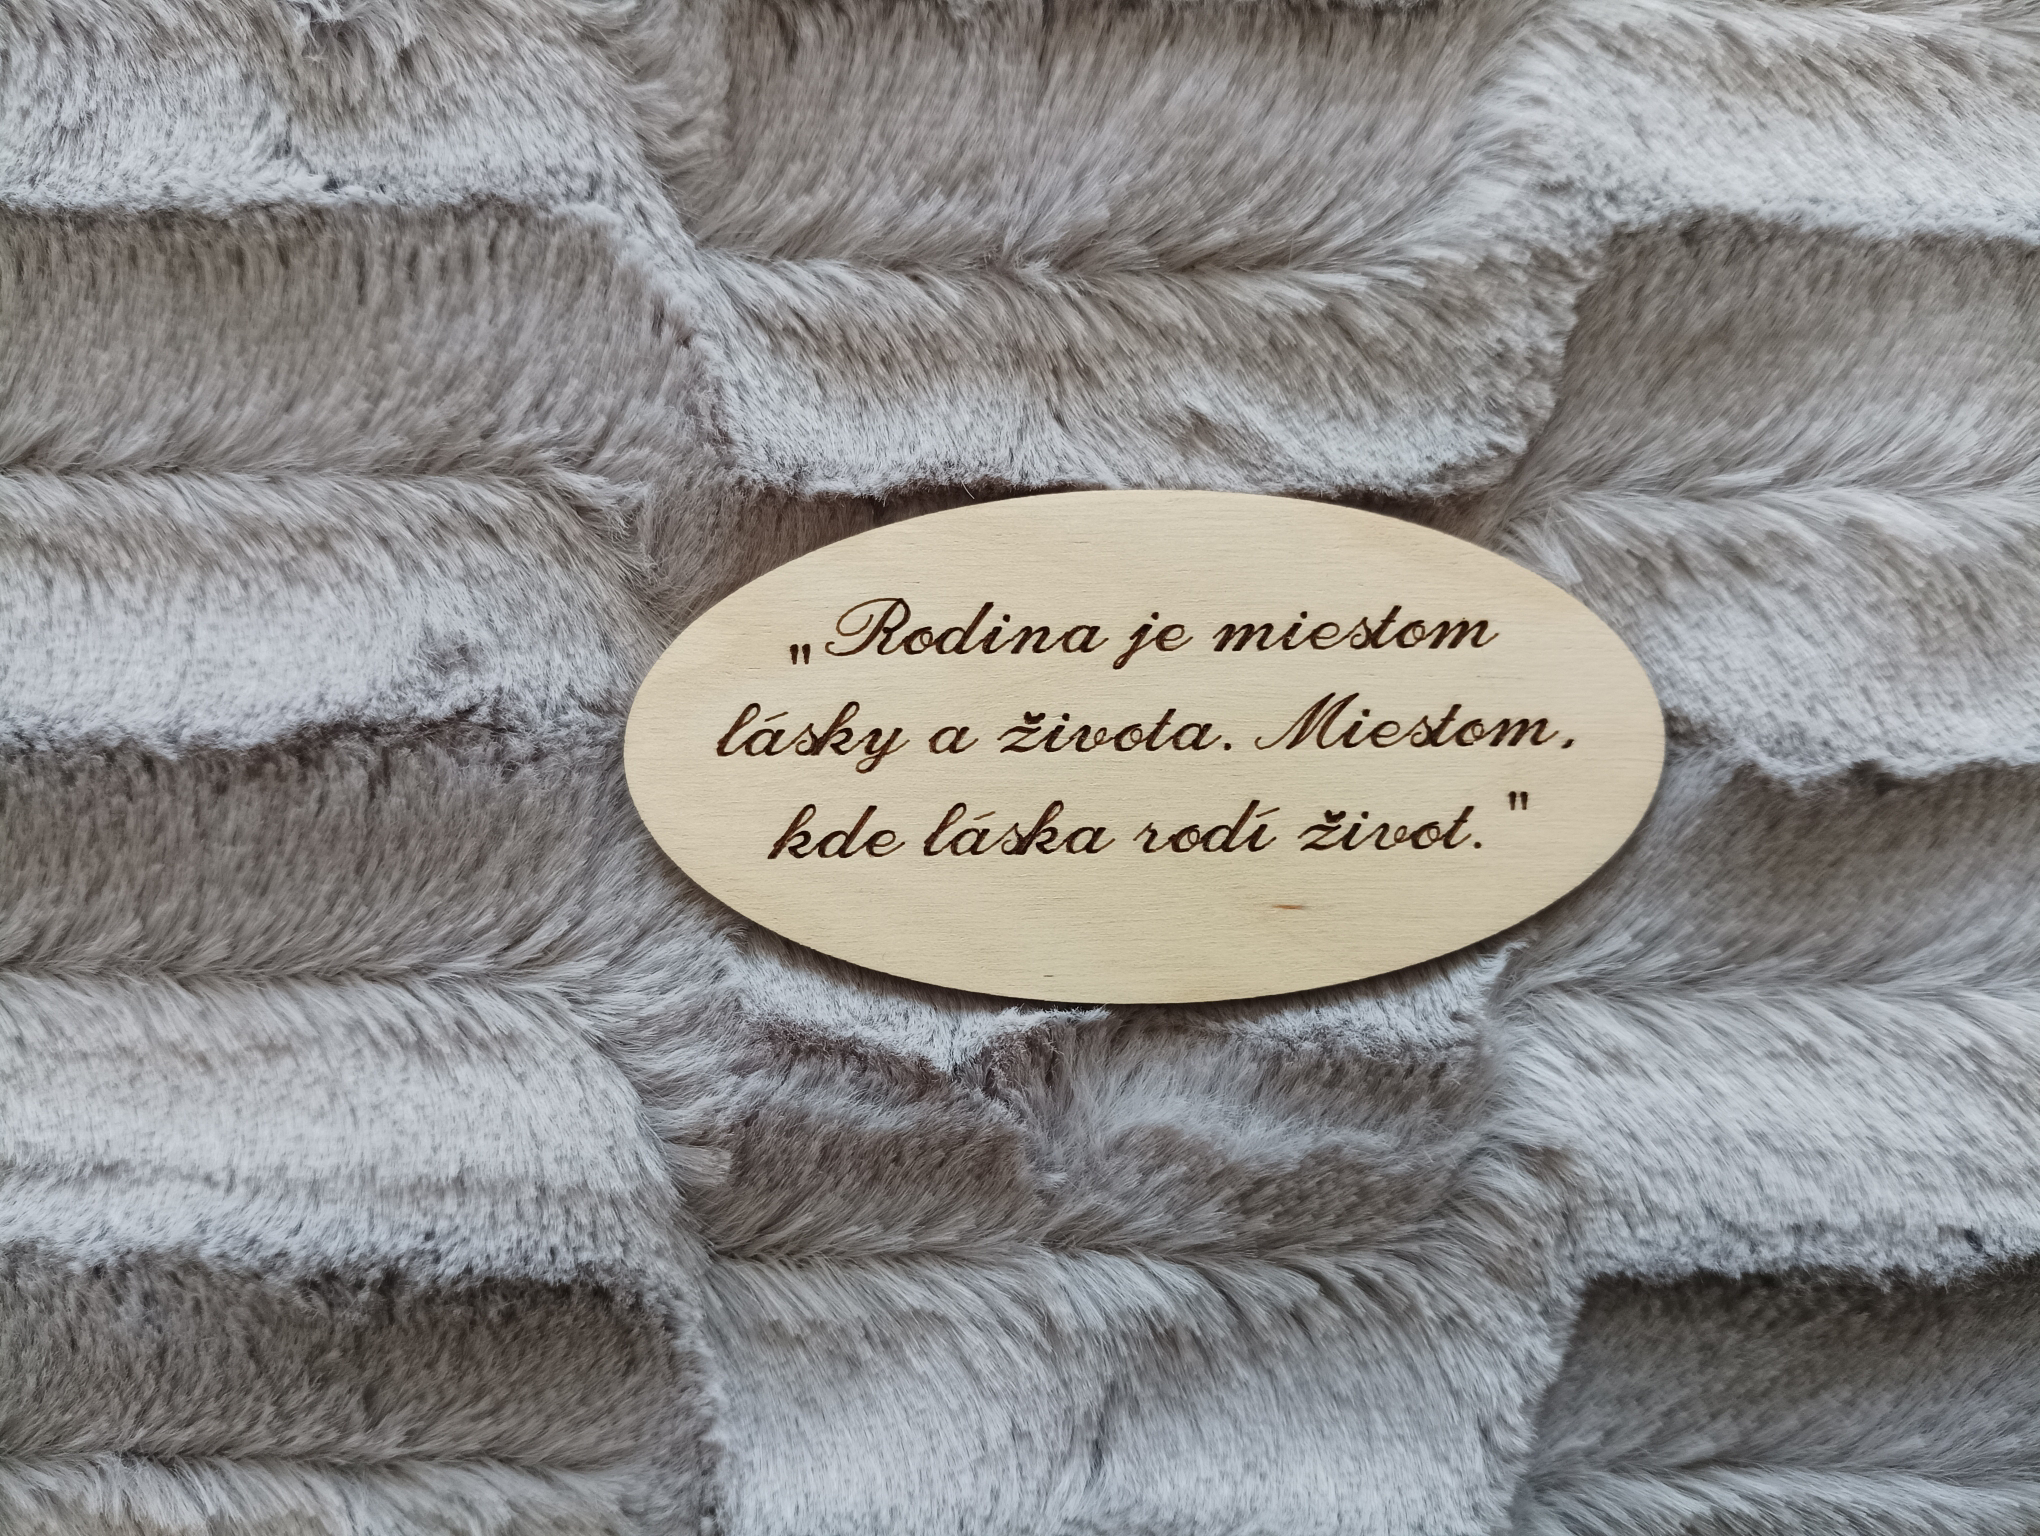 „Rodina je miestom
lásky a života. Miestom,
kde láska rodí život."